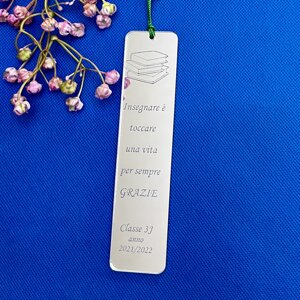 Insegnare è
toccare
una vita
per sempre
GRAZIE
Classe 3J
anno
2021/2022